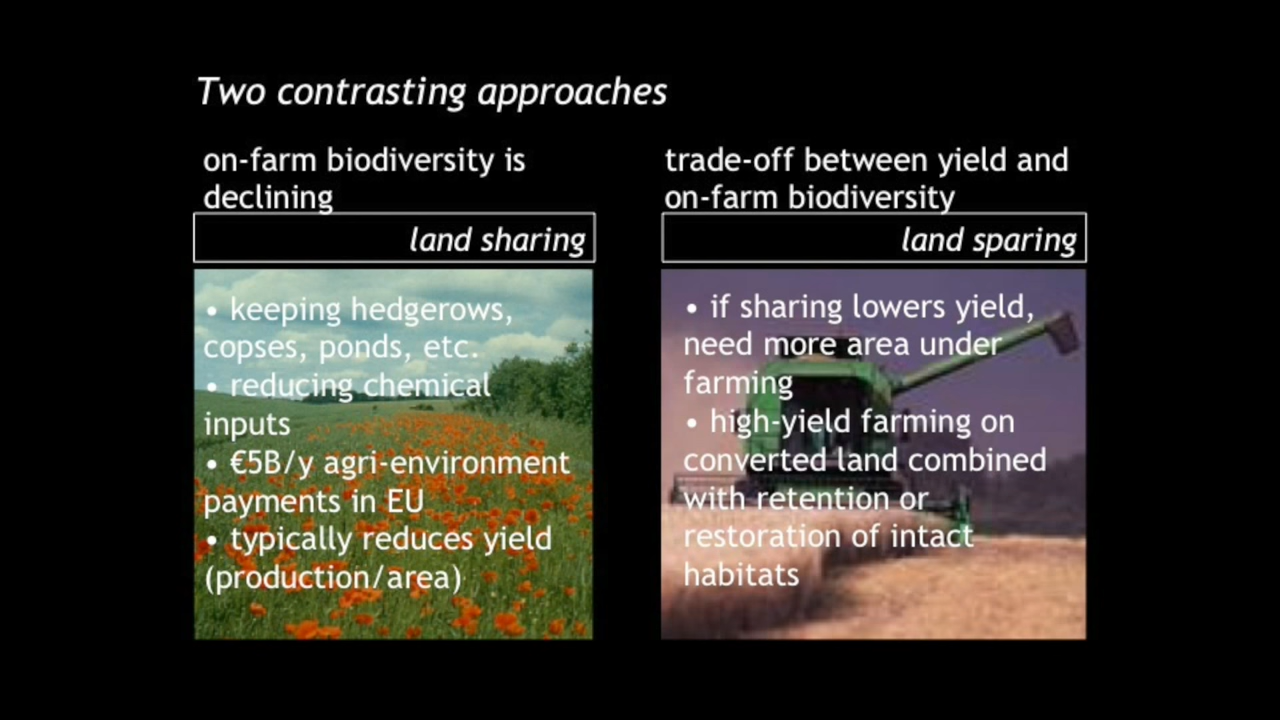 Two contrasting approaches
on-farm biodiversity is
declining
land sharing
• keeping hedgerows,
copses, ponds, etc.
• reducing chemical
inputs
• €5B/y agri-environment
payments in EU
• typically reduces yield
(production/area)
trade-off between yield and
on-farm biodiversity
land sparing
• if sharing lowers yield,
need more area under
farming
• high-yield farming on
converted land combined
with retention or
restoration of intact
habitats